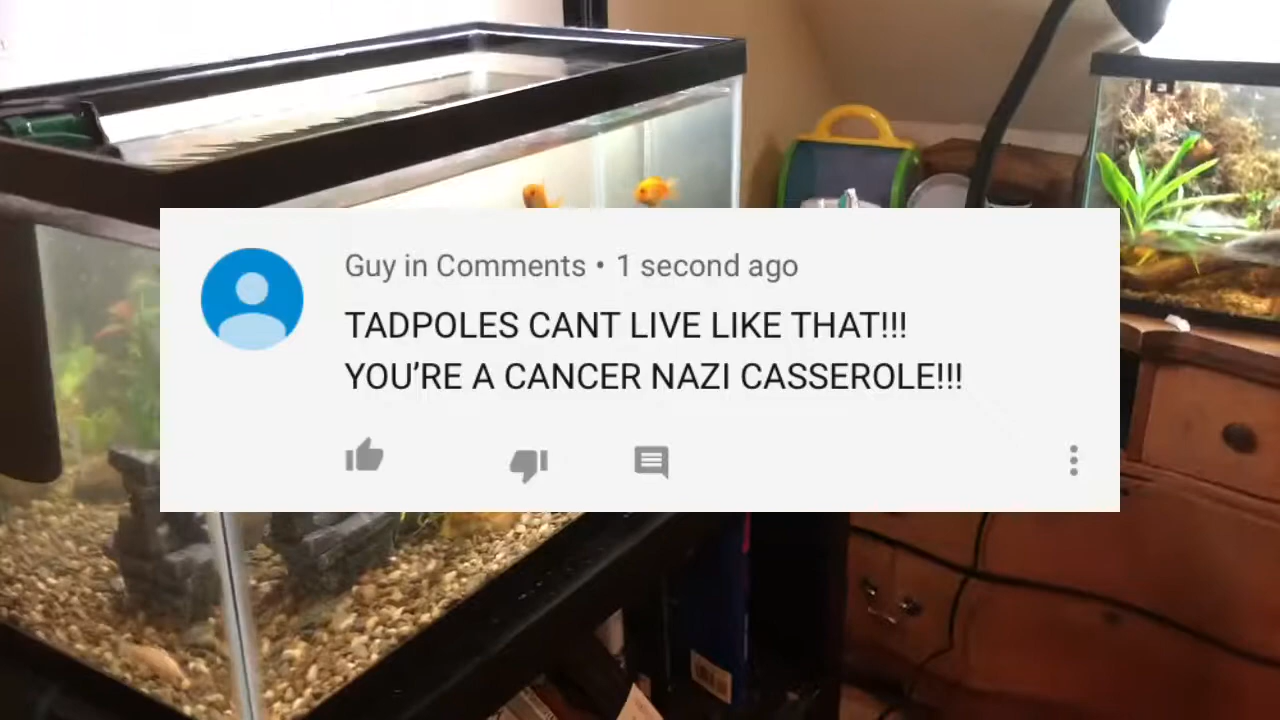 Guy in Comments • 1 second ago
TADPOLES CANT LIVE LIKE THAT!!!
YOU’RE A CANCER NAZI CASSEROLE!!!